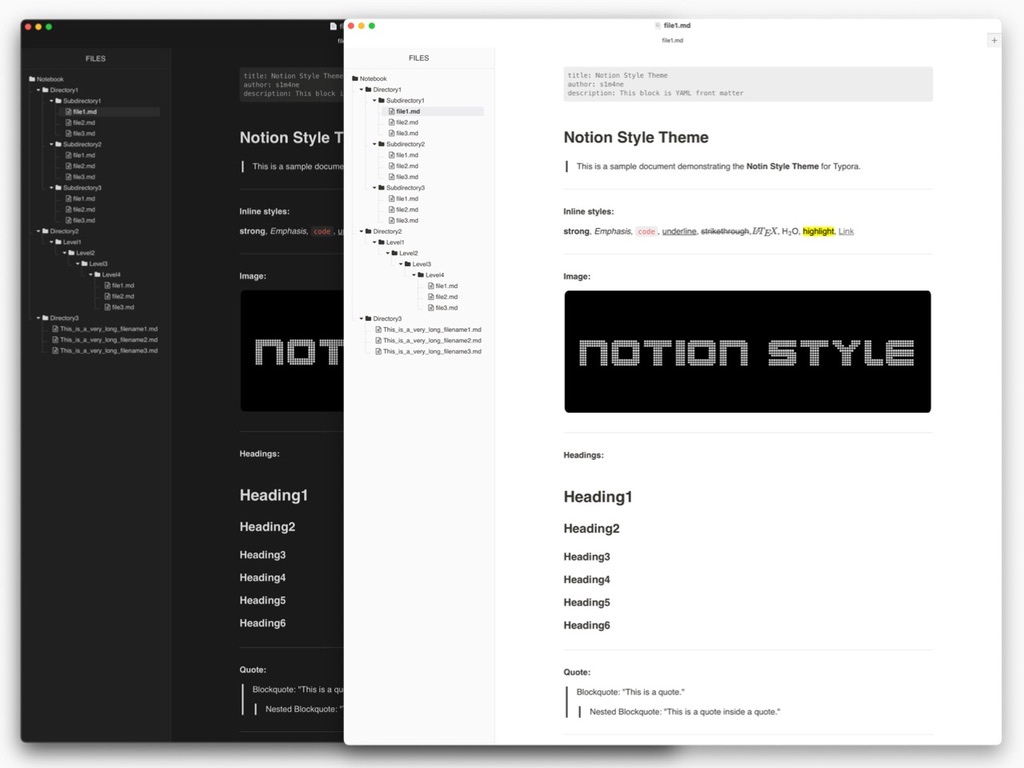 file1.md
FILES
Notebook
Directory1
Subdirectory1
file1.md
file2.md
file3.md
Subdirectory2
file1.md
file2.md
file3.md
Subdirectory3
file1.md
file2.md
file3.md
Directory2
Level1
Level2
Level3
Level4
file1.md
file2.md
file3.md
Directory3
This_is_a_very_long_filename1.md
This_is_a_very_long_filename2.md
This_is_a_very_long_filename3.md
title: Notion Style Theme
author: s1m4ne
description: This block i
Notion Style T
This is a sample docume
Inline styles:
strong, Emphasis, code, u
Image:
NOT
Headings:
Heading1
Heading2
Heading3
Heading4
Heading5
Heading6
Quote:
Blockquote: "This is a qu
Nested Blockquote: "
file1.md
+
FILES
Notebook
Directory1
Subdirectory1
file1.md
file2.md
file3.md
Subdirectory2
file1.md
file2.md
file3.md
Subdirectory3
file1.md
file2.md
file3.md
Directory2
Level1
Level2
Level3
Level4
file1.md
file2.md
file3.md
Directory3
This_is_a_very_long_filename1.md
This_is_a_very_long_filename2.md
This_is_a_very_long_filename3.md
title: Notion Style Theme
author: s1m4ne
description: This block is YAML front matter
Notion Style Theme
This is a sample document demonstrating the Notin Style Theme for Typora.
Inline styles:
strong, Emphasis, code, underline, strikethrough, LATEX, H₂O, highlight, Link
Image:
NOTION STYLE
Headings:
Heading1
Heading2
Heading3
Heading4
Heading5
Heading6
Quote:
Blockquote: "This is a quote."
Nested Blockquote: "This is a quote inside a quote."